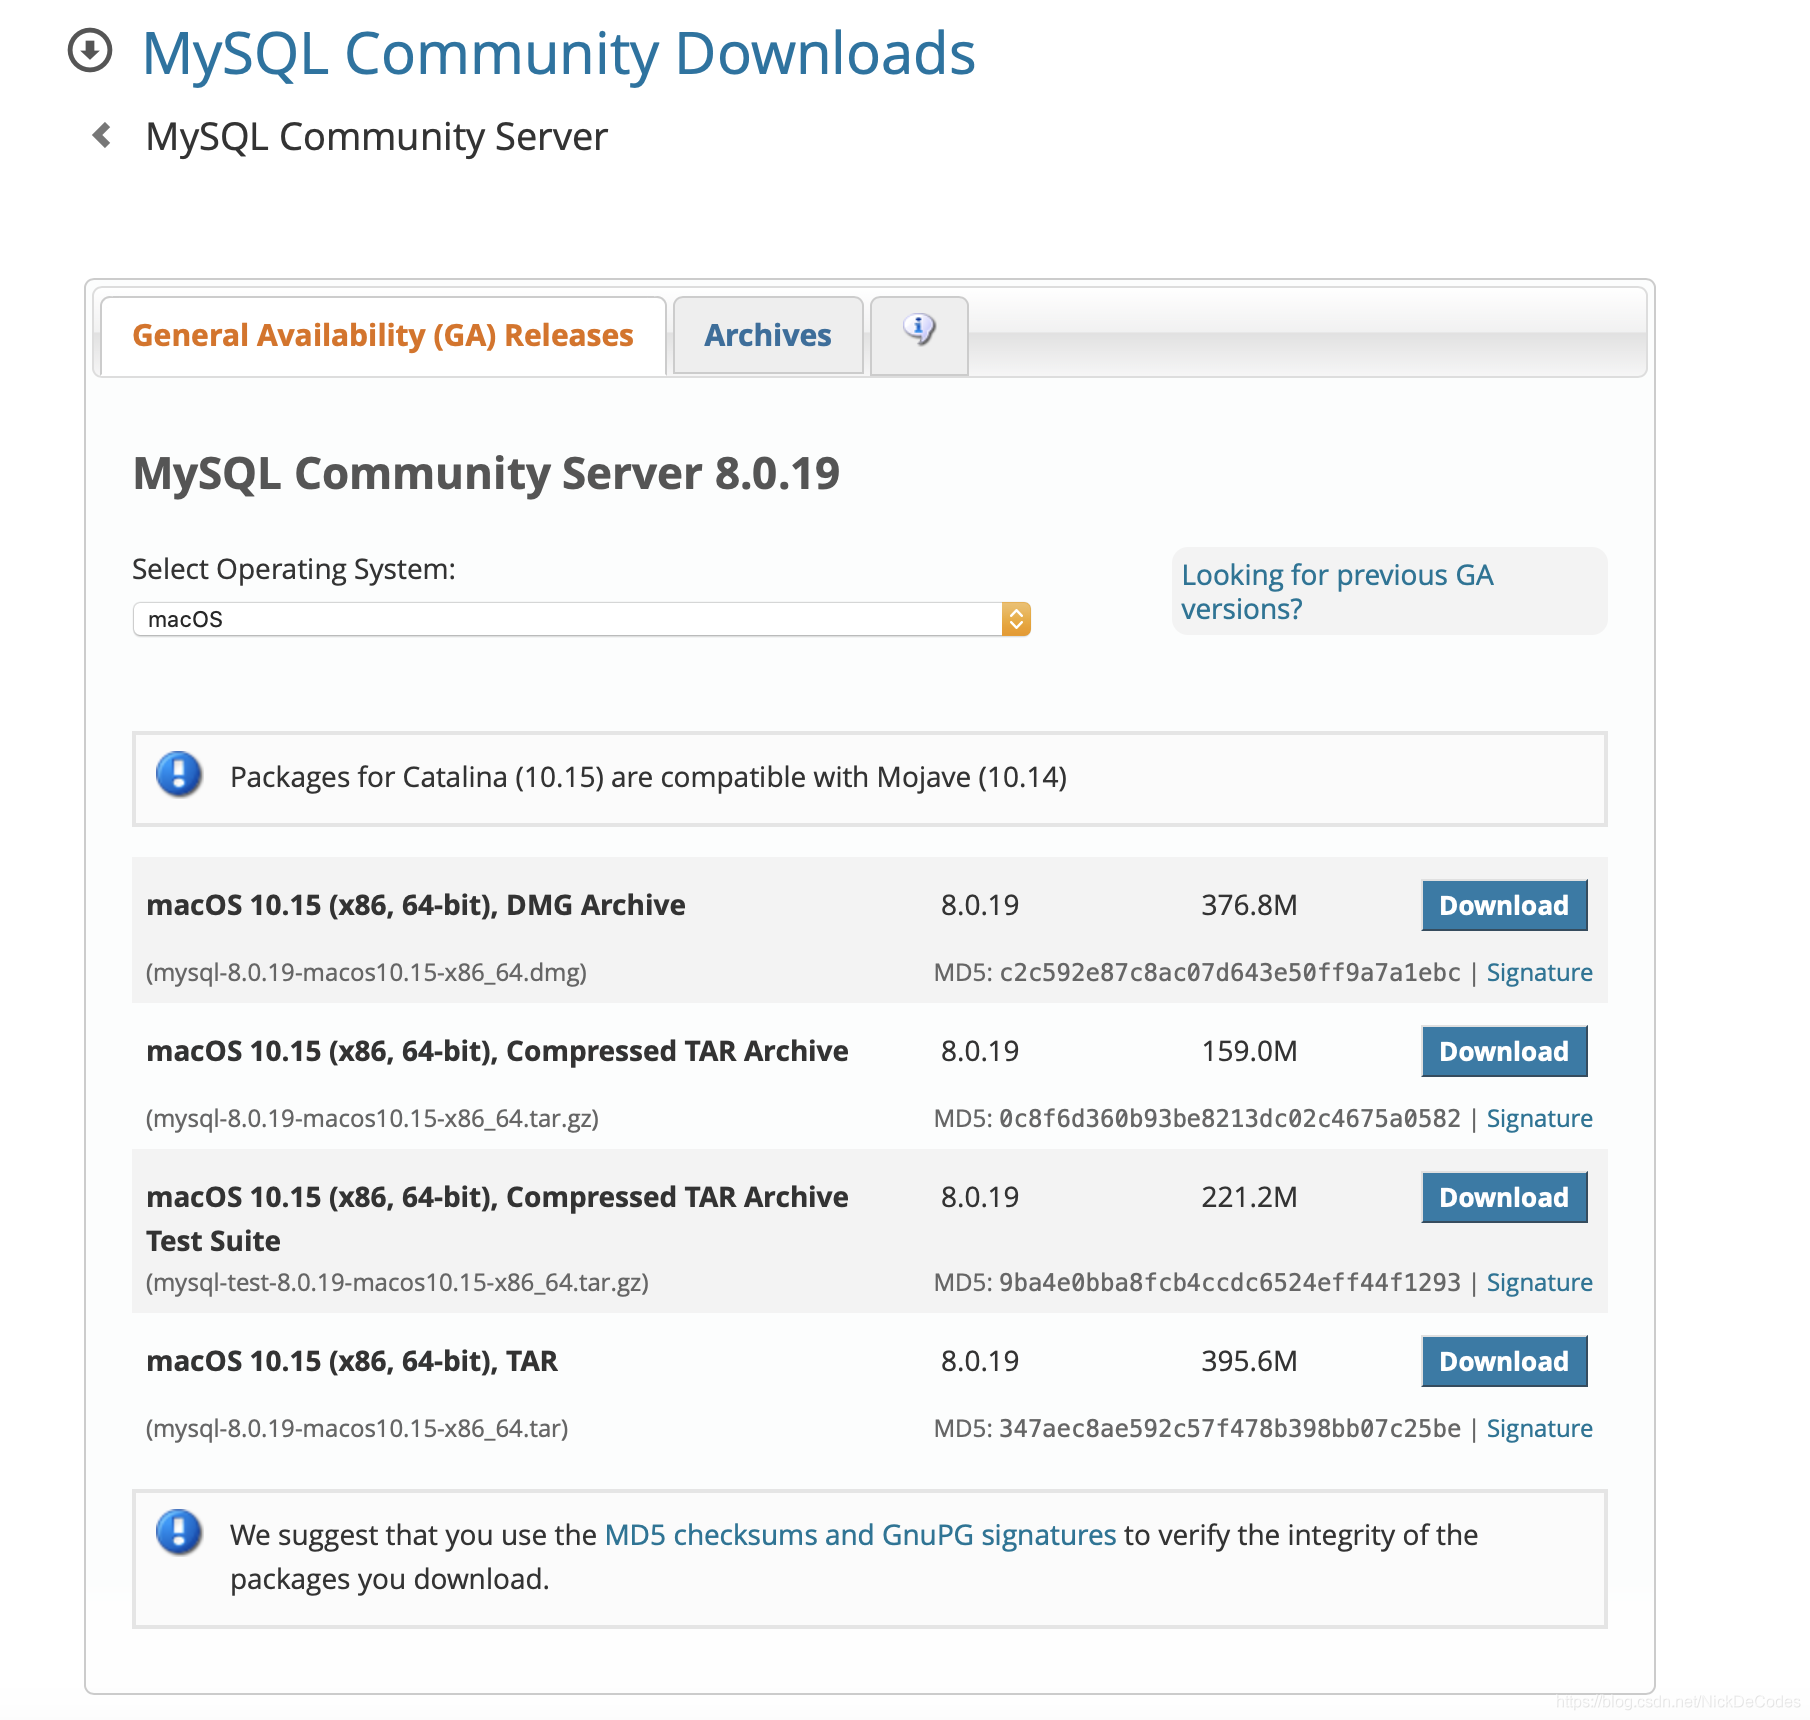 MySQL Community Downloads
MySQL Community Server
General Availability (GA) Releases
Archives
MySQL Community Server 8.0.19
Select Operating System:
macOS
Looking for previous GA
versions?
Packages for Catalina (10.15) are compatible with Mojave (10.14)
macOS 10.15 (x86, 64-bit), DMG Archive 8.0.19 376.8M Download
(mysql-8.0.19-macos10.15-x86_64.dmg) MD5: c2c592e87c8ac07d643e50ff9a7a1ebc | Signature
macOS 10.15 (x86, 64-bit), Compressed TAR Archive 8.0.19 159.0M Download
(mysql-8.0.19-macos10.15-x86_64.tar.gz) MD5: 0c8f6d360b93be8213dc02c4675a0582 | Signature
macOS 10.15 (x86, 64-bit), Compressed TAR Archive 8.0.19 221.2M Download
Test Suite
(mysql-test-8.0.19-macos10.15-x86_64.tar.gz) MD5: 9ba4e0bba8fcb4ccdc6524eff44f1293 | Signature
macOS 10.15 (x86, 64-bit), TAR 8.0.19 395.6M Download
(mysql-8.0.19-macos10.15-x86_64.tar) MD5: 347aec8ae592c57f478b398bb07c25be | Signature
We suggest that you use the MD5 checksums and GnuPG signatures to verify the integrity of the
packages you download.
https://blog.csdn.net/NickDeCodes